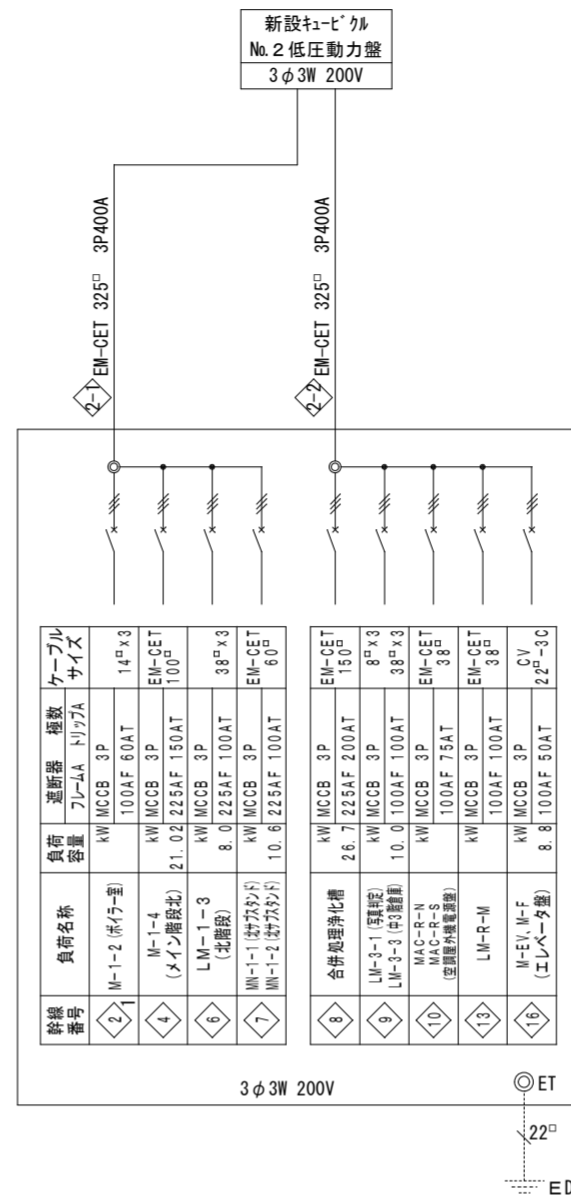 新設ｷｭｰﾋﾞｸﾙ
No.2低圧動力盤
3φ3W 200V
2-1
EM-CET 325□ 3P400A
2-2
EM-CET 325□ 3P400A
幹線番号
負荷名称
負荷容量
遮断器 極数
ﾌﾚｰﾑA ﾄﾘｯﾌﾟA
ケーブルサイズ
2 1
M-1-2 (ボイラー室)
kW
MCCB 3P
100AF 60AT
14□x3
4
M-1-4
(メイン階段北)
kW
21.02
MCCB 3P
225AF 150AT
EM-CET
100□
6
LM-1-3
(北階段)
kW
8.0
MCCB 3P
225AF 100AT
38□x3
7
MN-1-1 (北ｻﾌﾞｽﾀﾝﾄﾞ)
MN-1-2 (北ｻﾌﾞｽﾀﾝﾄﾞ)
kW
10.6
MCCB 3P
225AF 100AT
EM-CET
60□
8
合併処理浄化槽
kW
26.7
MCCB 3P
225AF 200AT
EM-CET
150□
9
LM-3-1 (写真判定)
LM-3-3 (中3階倉庫)
kW
10.0
MCCB 3P
100AF 100AT
8□x3
38□x3
10
MAC-R-N
MAC-R-S
(空調屋外機電源盤)
kW
MCCB 3P
100AF 75AT
EM-CET
38□
13
LM-R-M
kW
MCCB 3P
100AF 100AT
EM-CET
38□
16
M-EV, M-F
(エレベータ盤)
kW
8.8
MCCB 3P
100AF 50AT
CV
22□-3C
3φ3W 200V
ET
22□
ED